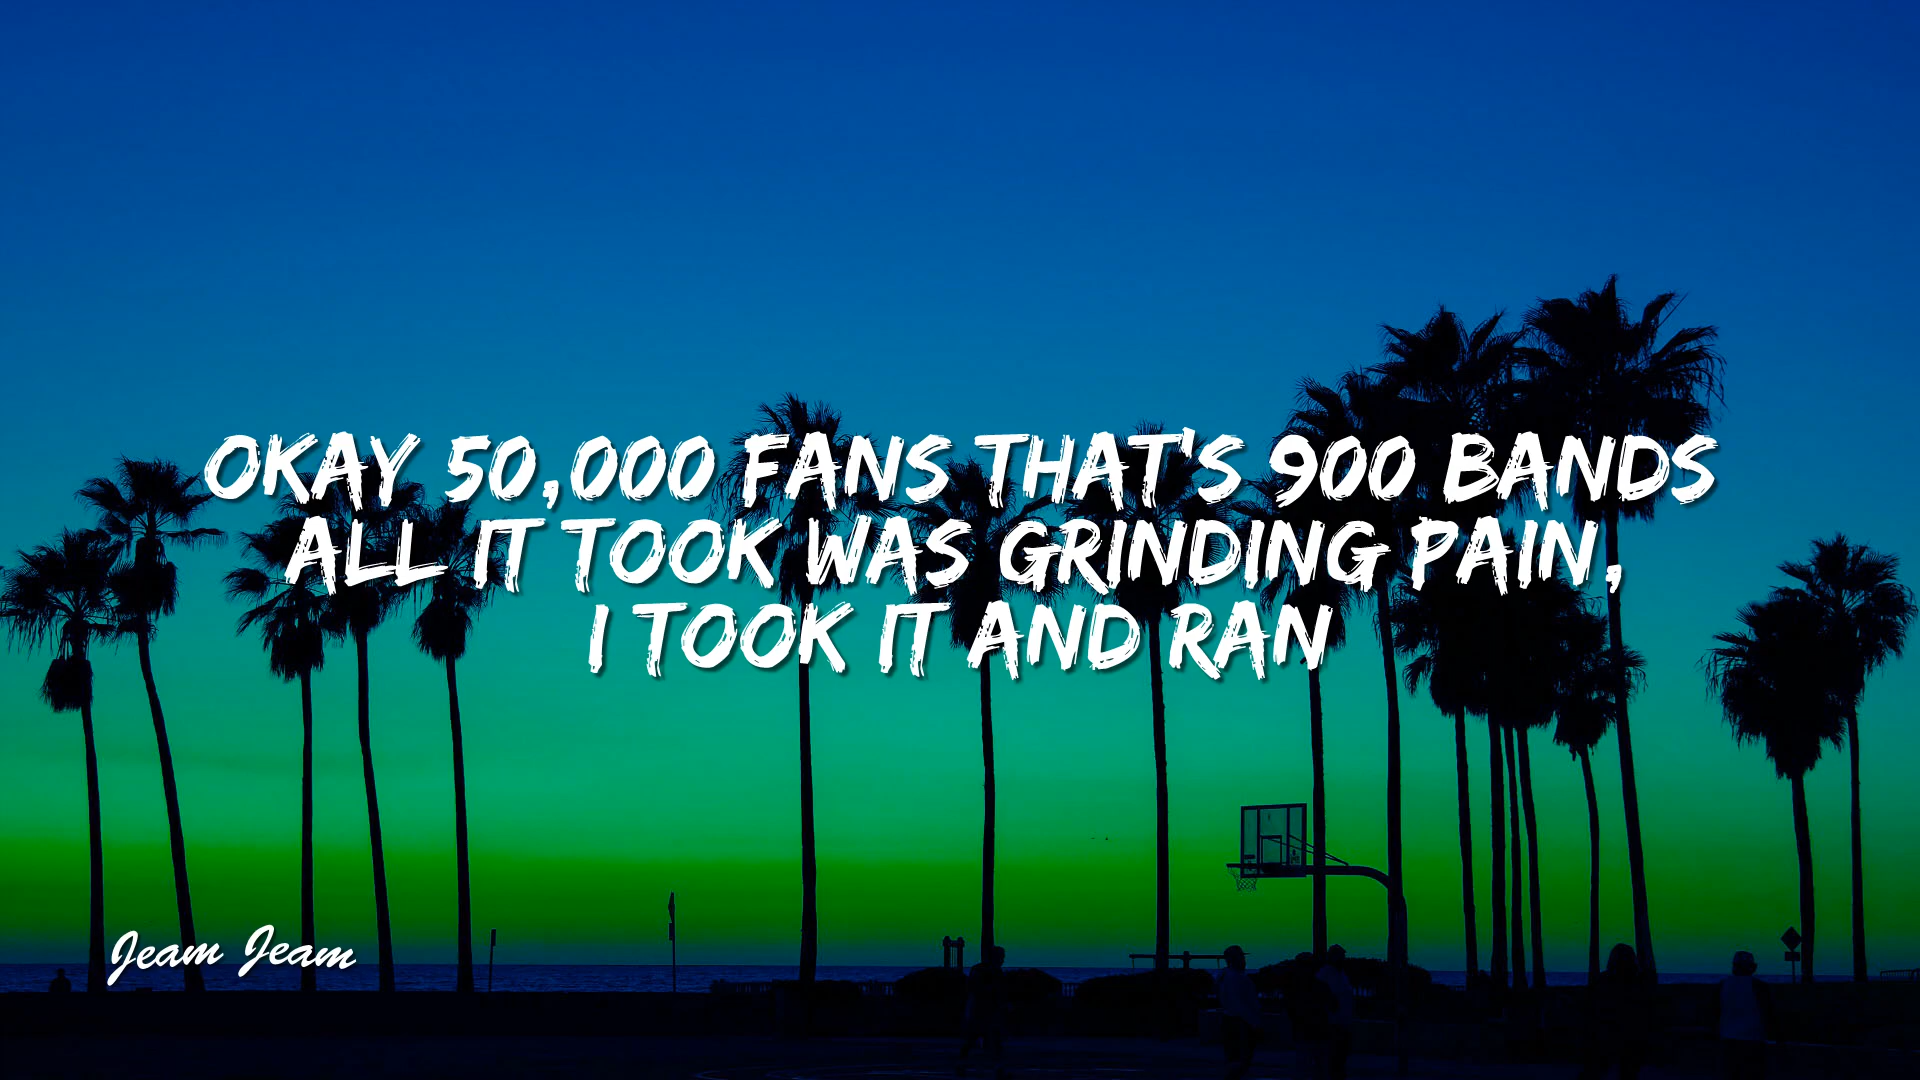 OKAY 50,000 FANS THAT'S 900 BANDS
ALL IT TOOK WAS GRINDING PAIN,
I TOOK IT AND RAN
Jeam Jeam